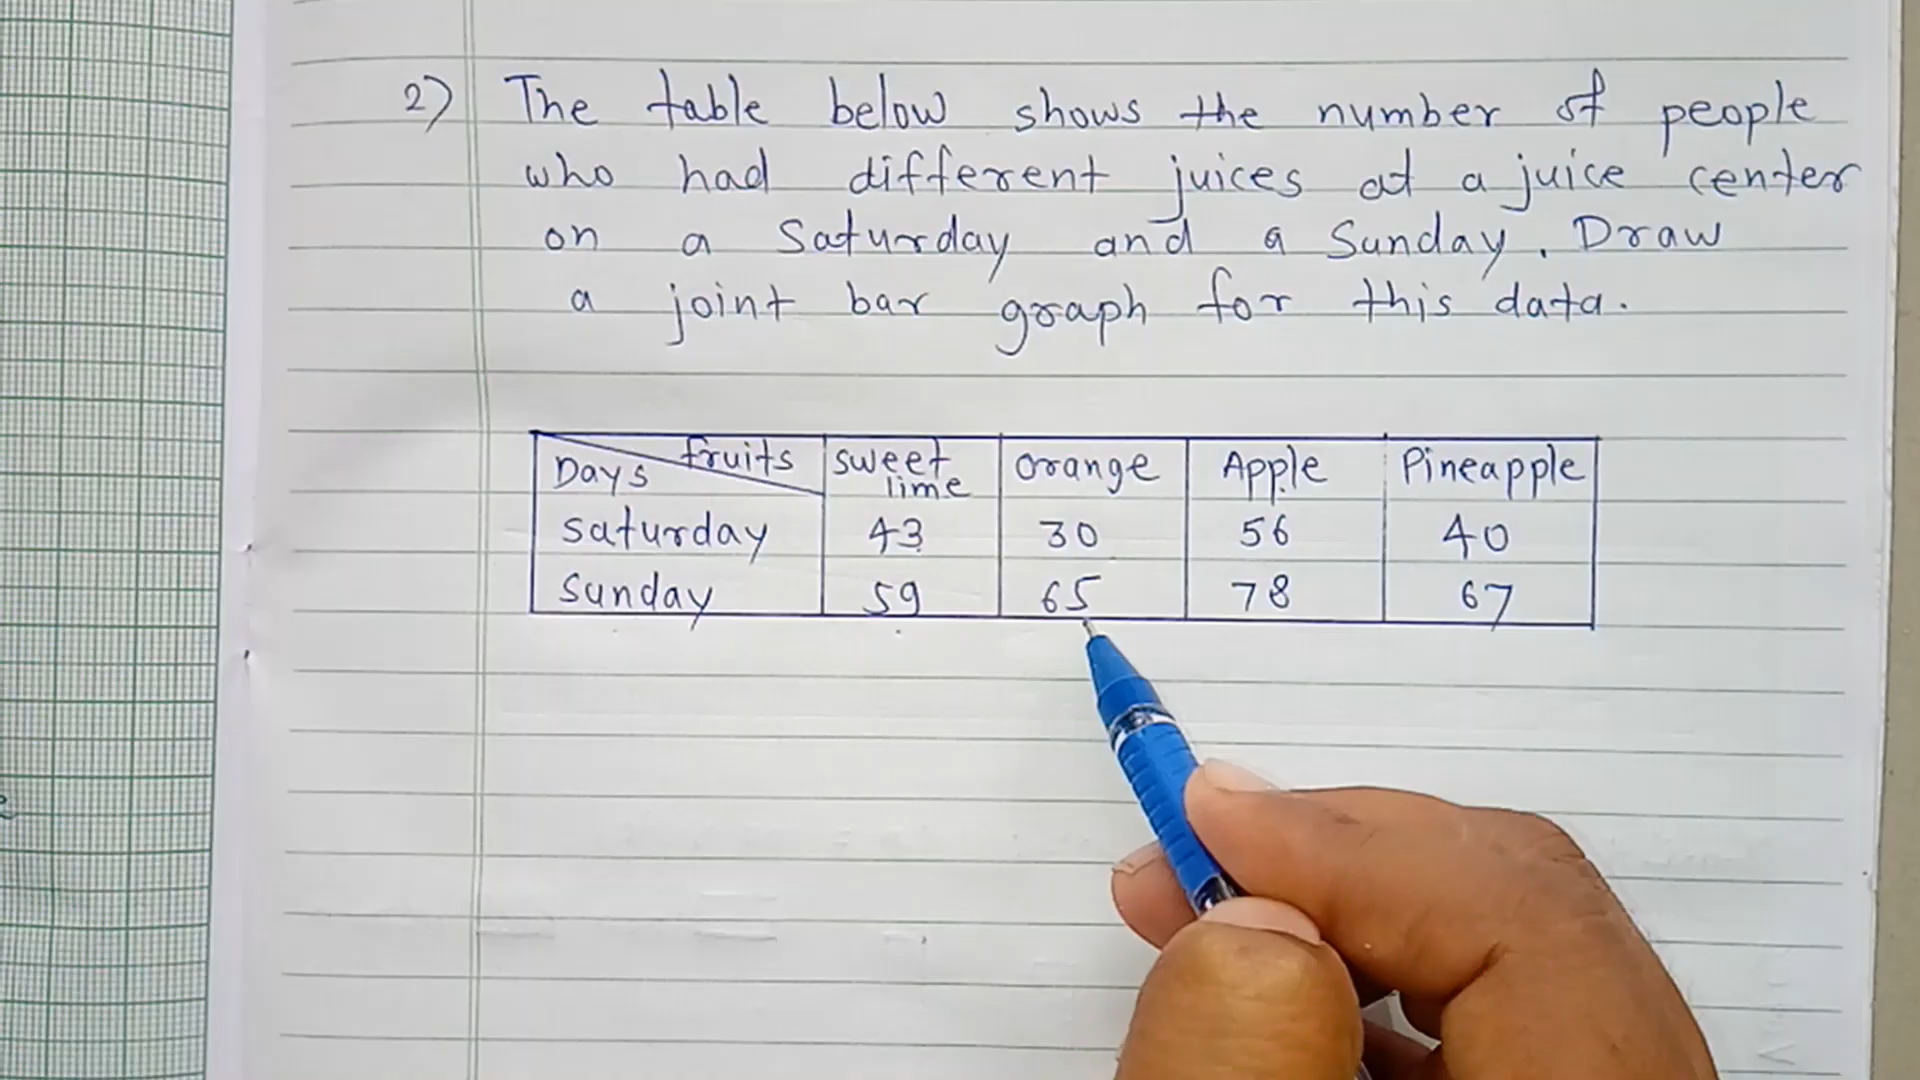 2) The table below shows the number of people
who had different juices at a juice center
on a Saturday and a Sunday. Draw
a joint bar graph for this data.
Days fruits sweet lime orange Apple Pineapple
saturday 43 30 56 40
sunday 59 65 78 67